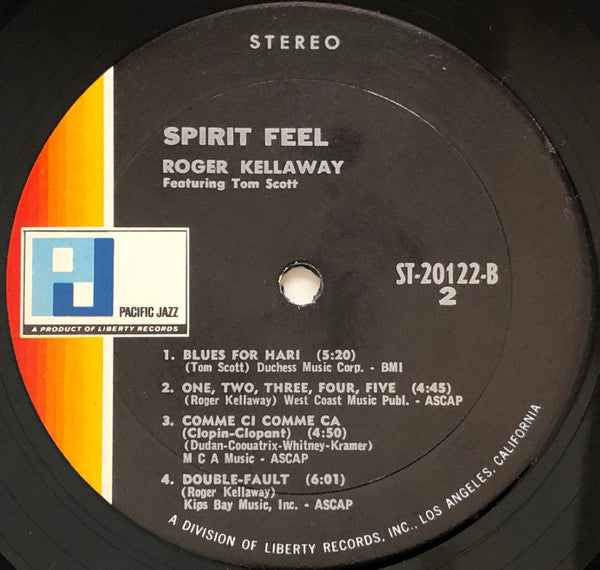 STEREO
SPIRIT FEEL
ROGER KELLAWAY
Featuring Tom Scott
PJ
PACIFIC JAZZ
A PRODUCT OF LIBERTY RECORDS
ST-20122-B
2
1. BLUES FOR HARI (5:20)
(Tom Scott) Duchess Music Corp. - BMI
2. ONE, TWO, THREE, FOUR, FIVE (4:45)
(Roger Kellaway) West Coast Music Publ. - ASCAP
3. COMME CI COMME CA
(Clopin-Clopant) (4:50)
(Dudan-Coouatrix-Whitney-Kramer)
M C A Music - ASCAP
4. DOUBLE-FAULT (6:01)
(Roger Kellaway)
Kips Bay Music, Inc. - ASCAP
A DIVISION OF LIBERTY RECORDS, INC., LOS ANGELES, CALIFORNIA